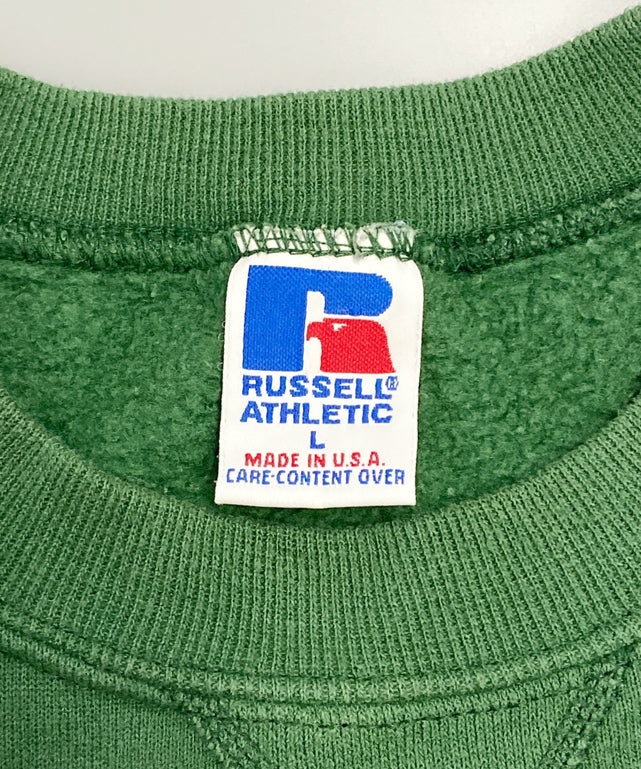 RUSSELL®
ATHLETIC
L
MADE IN U.S.A.
CARE-CONTENT OVER